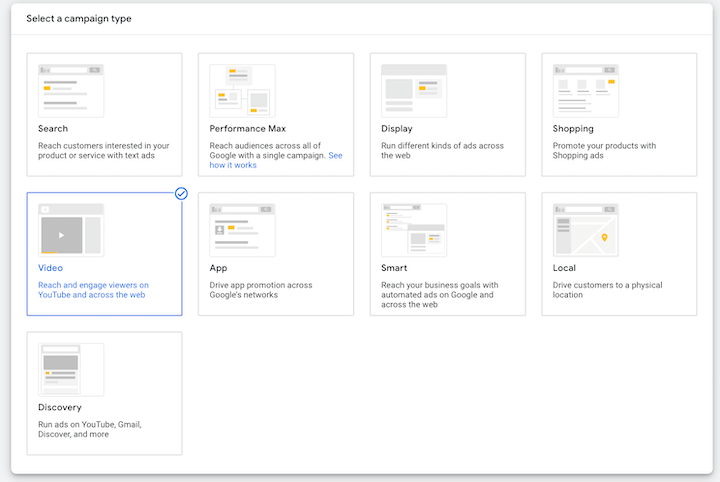 Select a campaign type
Search
Reach customers interested in your
product or service with text ads
Performance Max
Reach audiences across all of
Google with a single campaign. See
how it works
Display
Run different kinds of ads across
the web
Shopping
Promote your products with
Shopping ads
Video
Reach and engage viewers on
YouTube and across the web
App
Drive app promotion across
Google's networks
Smart
Reach your business goals with
automated ads on Google and
across the web
Local
Drive customers to a physical
location
Discovery
Run ads on YouTube, Gmail,
Discover, and more